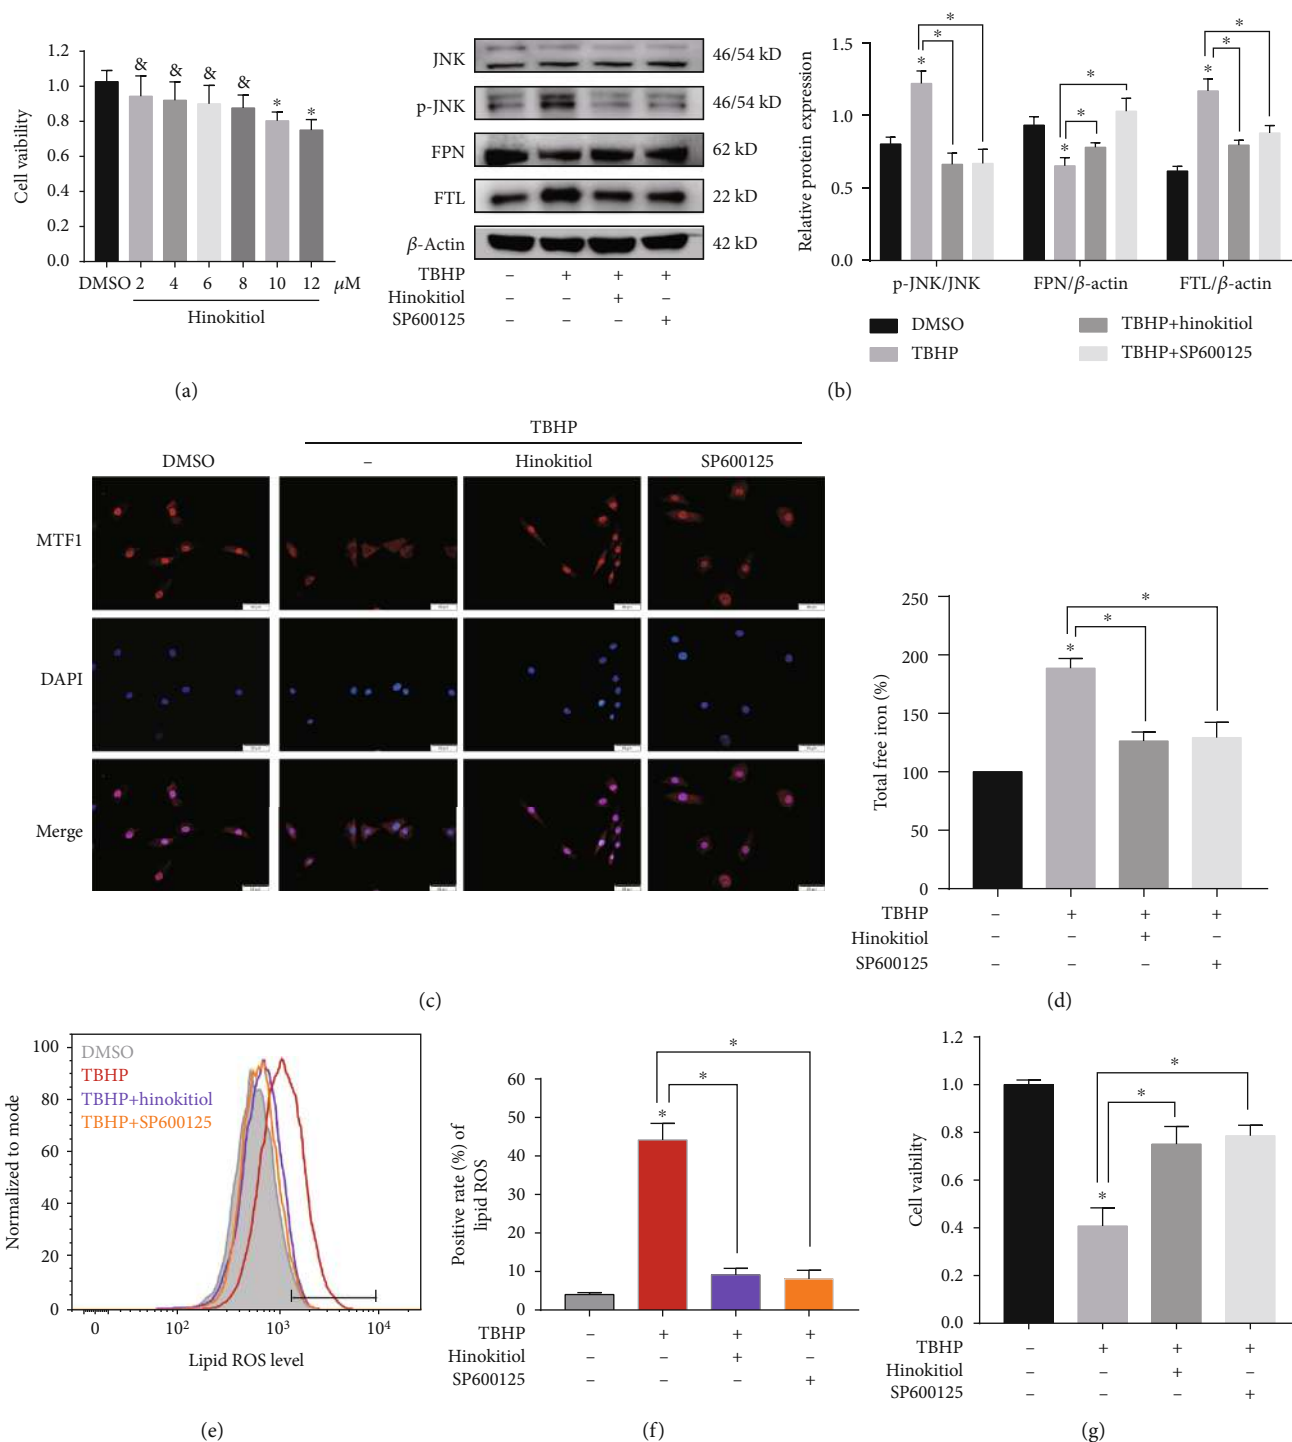 1.2
1.0
0.8
0.6
0.4
0.2
0.0
Cell vaibility
& & & & * *
DMSO 2 4 6 8 10 12 μM
Hinokitiol
(a)
JNK 46/54 kD
p-JNK 46/54 kD
FPN 62 kD
FTL 22 kD
β-Actin 42 kD
TBHP – + + +
Hinokitiol – – + –
SP600125 – – – +
1.5
1.0
0.5
0.0
Relative protein expression
* * *
* * *
* * *
p-JNK/JNK FPN/β-actin FTL/β-actin
DMSO TBHP+hinokitiol
TBHP TBHP+SP600125
(b)
TBHP
DMSO – Hinokitiol SP600125
MTF1
DAPI
Merge
(c)
250
200
150
100
50
0
Total free iron (%)
*
*
*
TBHP – + + +
Hinokitiol – – + –
SP600125 – – – +
(d)
100
80
60
40
20
0
Normalized to mode
DMSO
TBHP
TBHP+hinokitiol
TBHP+SP600125
0 10² 10³ 10⁴
Lipid ROS level
(e)
60
50
40
30
20
10
0
Positive rate (%) of
lipid ROS
*
*
*
TBHP – + + +
Hinokitiol – – + –
SP600125 – – – +
(f)
1.2
1.0
0.8
0.6
0.4
0.2
0.0
Cell vaibility
*
*
*
TBHP – + + +
Hinokitiol – – + –
SP600125 – – – +
(g)